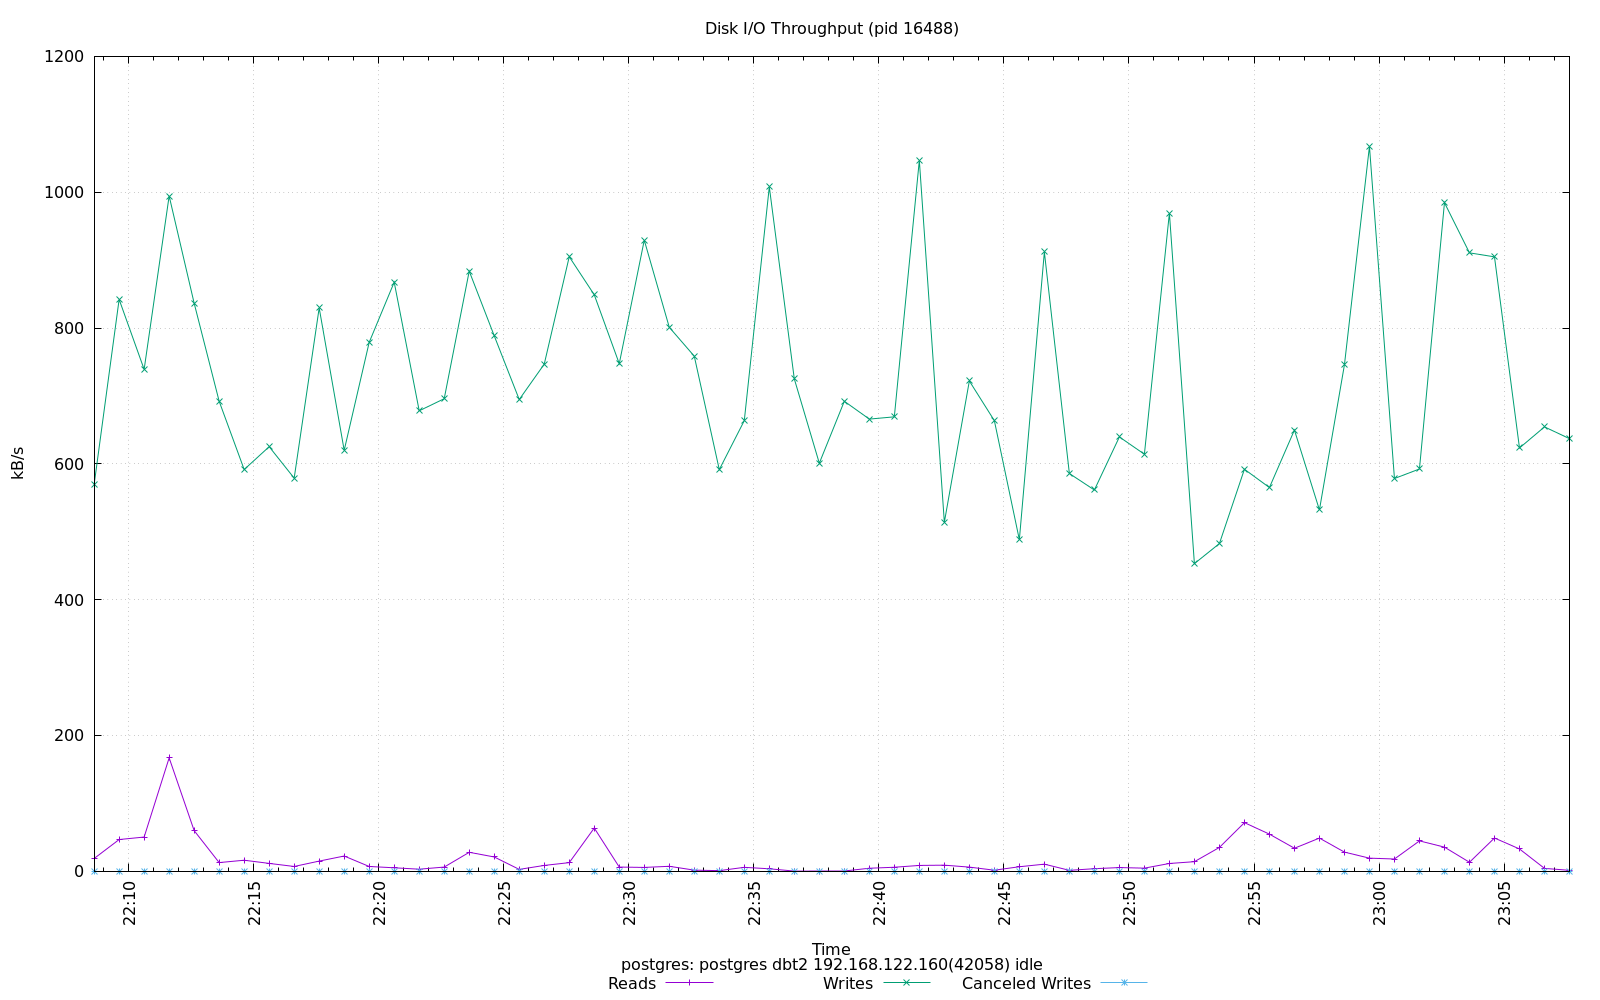 Disk I/O Throughput (pid 16488)
1200
1000
800
600
400
200
0
kB/s
22:10 22:15 22:20 22:25 22:30 22:35 22:40 22:45 22:50 22:55 23:00 23:05
Time
postgres: postgres dbt2 192.168.122.160(42058) idle
Reads Writes Canceled Writes